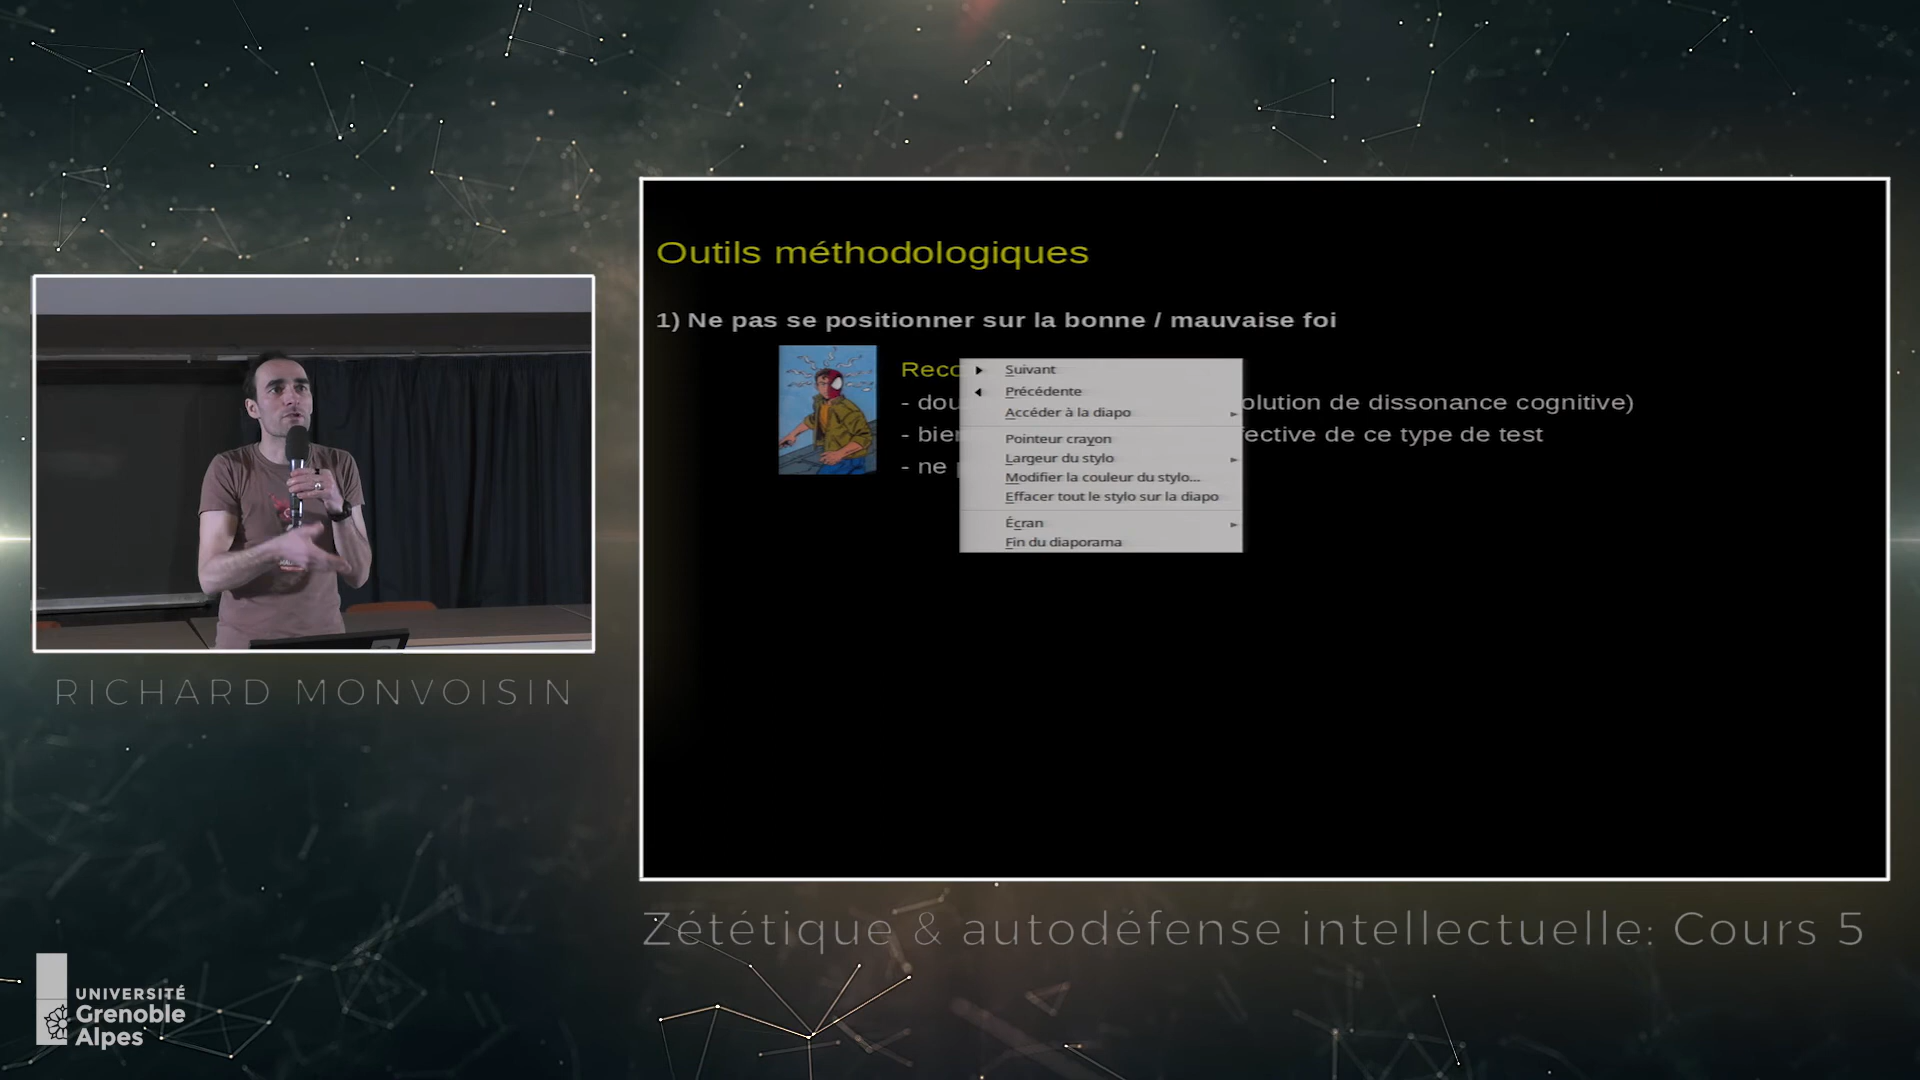 Outils méthodologiques
1) Ne pas se positionner sur la bonne / mauvaise foi
Reco
- dou
olution de dissonance cognitive)
- bien
fective de ce type de test
- ne
Suivant
Précédente
Accéder à la diapo
Pointeur crayon
Largeur du stylo
Modifier la couleur du stylo...
Effacer tout le stylo sur la diapo
Écran
Fin du diaporama
RICHARD MONVOISIN
Zététique & autodéfense intellectuelle: Cours 5
UNIVERSITÉ
Grenoble
Alpes